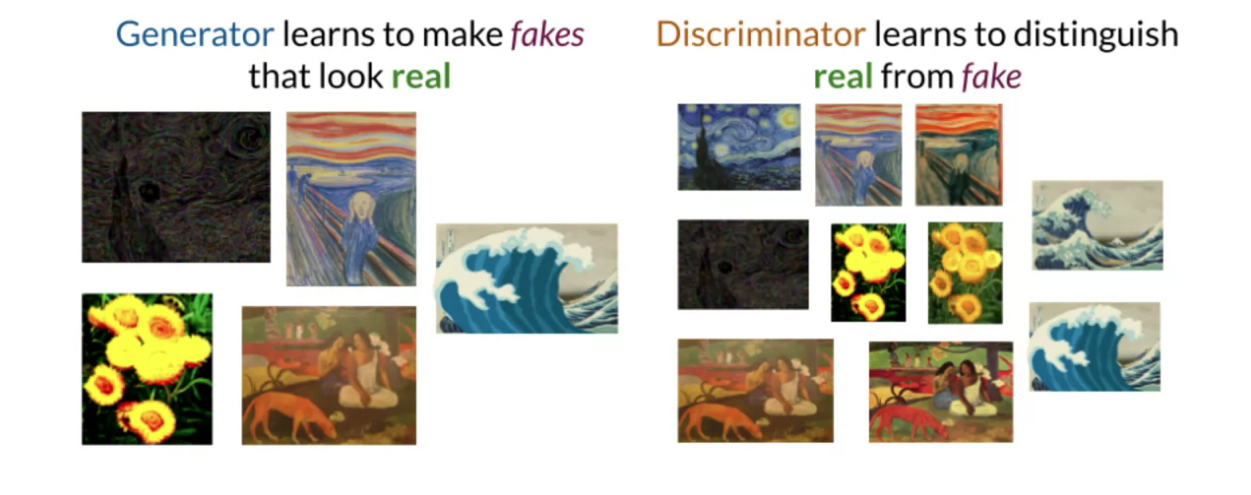 Generator learns to make fakes
that look real
Discriminator learns to distinguish
real from fake